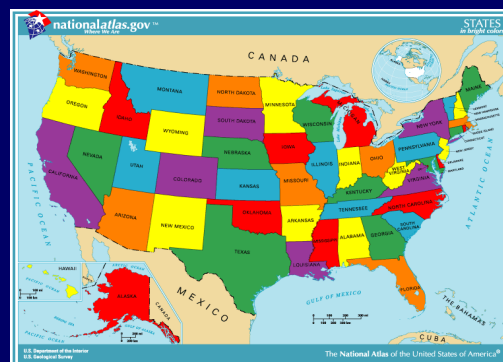 nationalatlas.gov™
Where We Are
STATES
in bright colors
CANADA
WASHINGTON
MONTANA
NORTH DAKOTA
MINNESOTA
MAINE
OREGON
IDAHO
WYOMING
SOUTH DAKOTA
WISCONSIN
NEW YORK
NEVADA
UTAH
COLORADO
NEBRASKA
IOWA
ILLINOIS
INDIANA
OHIO
PENNSYLVANIA
CALIFORNIA
KANSAS
MISSOURI
KENTUCKY
WEST
VIRGINIA
VIRGINIA
ARIZONA
NEW MEXICO
OKLAHOMA
ARKANSAS
TENNESSEE
NORTH CAROLINA
SOUTH
CAROLINA
TEXAS
LOUISIANA
ALABAMA
GEORGIA
FLORIDA
PACIFIC OCEAN
ATLANTIC OCEAN
HAWAII
ALASKA
CANADA
MEXICO
GULF OF MEXICO
THE BAHAMAS
CUBA
U.S. Department of the Interior
U.S. Geological Survey
The National Atlas of the United States of America®